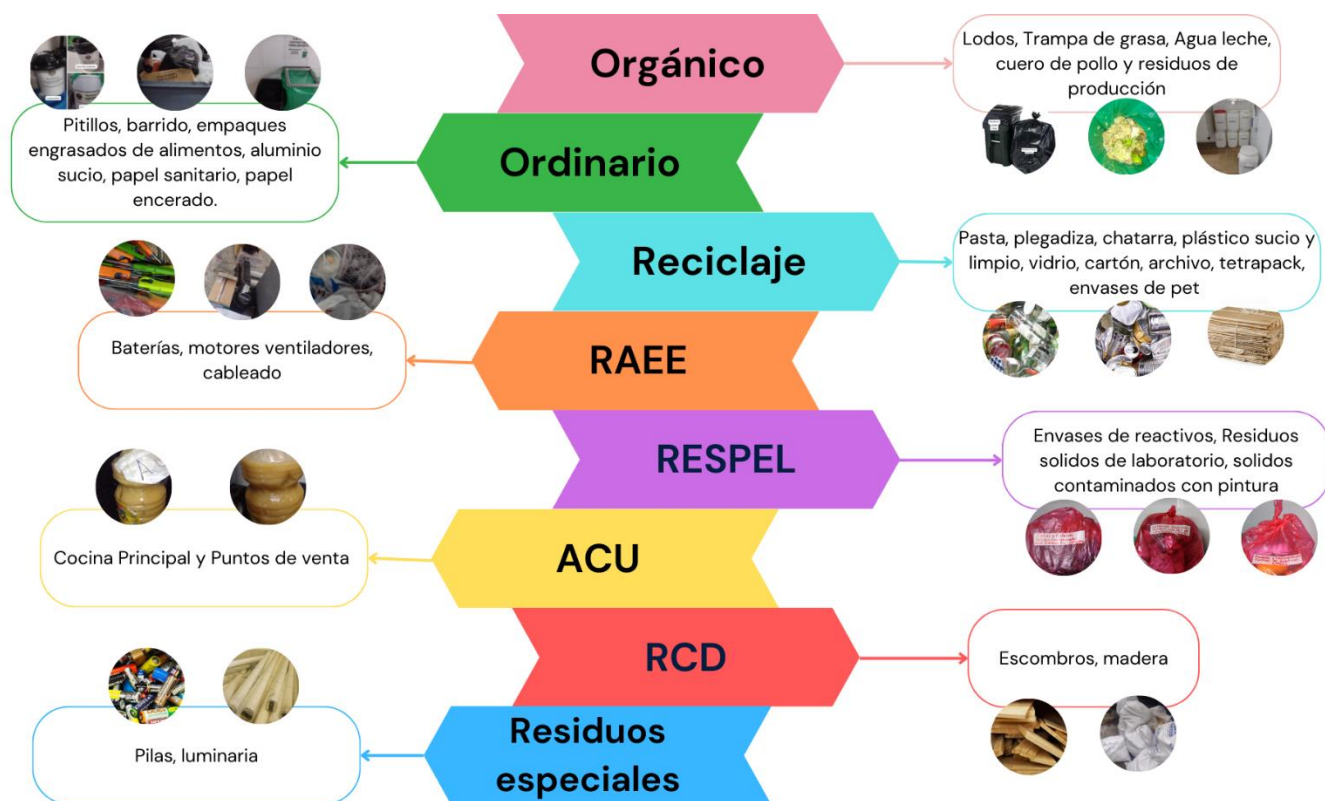 Orgánico
Lodos, Trampa de grasa, Agua leche,
cuero de pollo y residuos de
producción
Ordinario
Pitillos, barrido, empaques
engrasados de alimentos, aluminio
sucio, papel sanitario, papel
encerado.
Reciclaje
Pasta, plegadiza, chatarra, plástico sucio y
limpio, vidrio, cartón, archivo, tetrapack,
envases de pet
RAEE
Baterías, motores ventiladores,
cableado
RESPEL
Envases de reactivos, Residuos
solidos de laboratorio, solidos
contaminados con pintura
ACU
Cocina Principal y Puntos de venta
RCD
Escombros, madera
Residuos
especiales
Pilas, luminaria